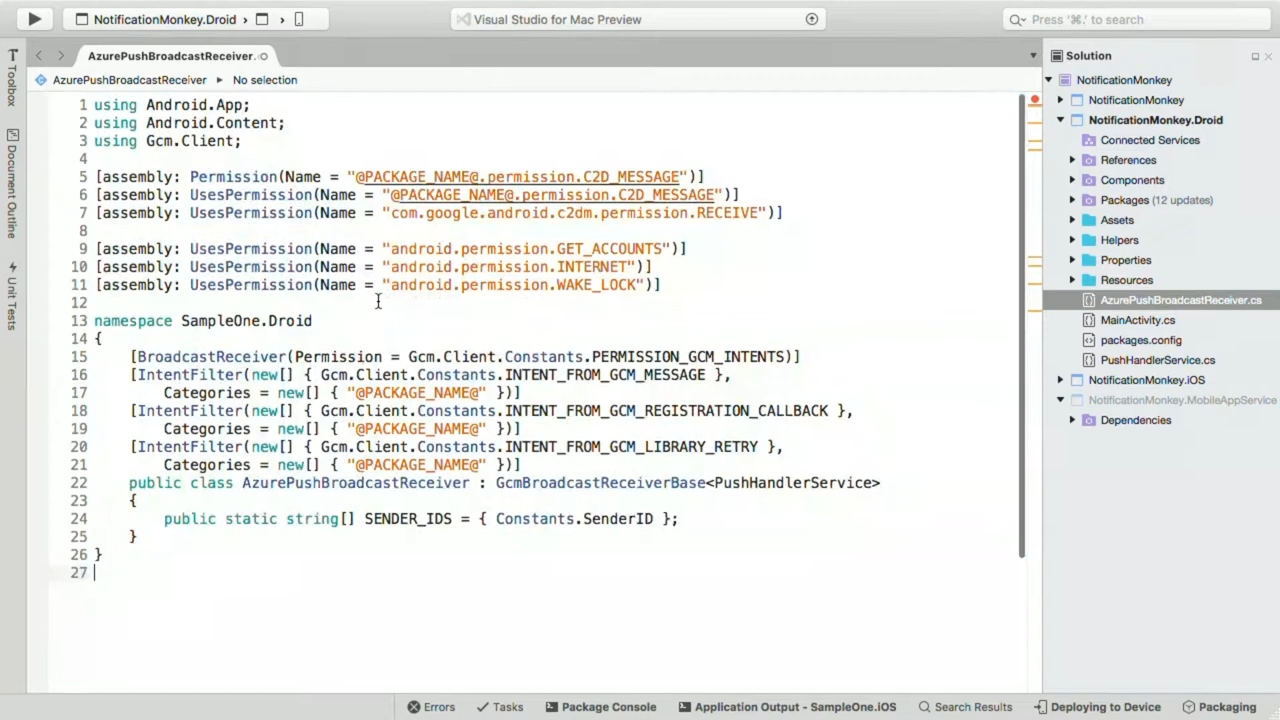 NotificationMonkey.Droid
Visual Studio for Mac Preview
Press '⌘.' to search
AzurePushBroadcastReceiver.
Solution
AzurePushBroadcastReceiver
No selection
Toolbox
Document Outline
Unit Tests
1 using Android.App;
2 using Android.Content;
3 using Gcm.Client;
4
5 [assembly: Permission(Name = "@PACKAGE_NAME@.permission.C2D_MESSAGE")]
6 [assembly: UsesPermission(Name = "@PACKAGE_NAME@.permission.C2D_MESSAGE")]
7 [assembly: UsesPermission(Name = "com.google.android.c2dm.permission.RECEIVE")]
8
9 [assembly: UsesPermission(Name = "android.permission.GET_ACCOUNTS")]
10 [assembly: UsesPermission(Name = "android.permission.INTERNET")]
11 [assembly: UsesPermission(Name = "android.permission.WAKE_LOCK")]
12
13 namespace SampleOne.Droid
14 {
15 [BroadcastReceiver(Permission = Gcm.Client.Constants.PERMISSION_GCM_INTENTS)]
16 [IntentFilter(new[] { Gcm.Client.Constants.INTENT_FROM_GCM_MESSAGE },
17 Categories = new[] { "@PACKAGE_NAME@" })]
18 [IntentFilter(new[] { Gcm.Client.Constants.INTENT_FROM_GCM_REGISTRATION_CALLBACK },
19 Categories = new[] { "@PACKAGE_NAME@" })]
20 [IntentFilter(new[] { Gcm.Client.Constants.INTENT_FROM_GCM_LIBRARY_RETRY },
21 Categories = new[] { "@PACKAGE_NAME@" })]
22 public class AzurePushBroadcastReceiver : GcmBroadcastReceiverBase<PushHandlerService>
23 {
24 public static string[] SENDER_IDS = { Constants.SenderID };
25 }
26 }
27
NotificationMonkey
NotificationMonkey
NotificationMonkey.Droid
Connected Services
References
Components
Packages (12 updates)
Assets
Helpers
Properties
Resources
AzurePushBroadcastReceiver.cs
MainActivity.cs
packages.config
PushHandlerService.cs
NotificationMonkey.iOS
NotificationMonkey.MobileAppService
Dependencies
Errors
Tasks
Package Console
Application Output - SampleOne.iOS
Search Results
Deploying to Device
Packaging